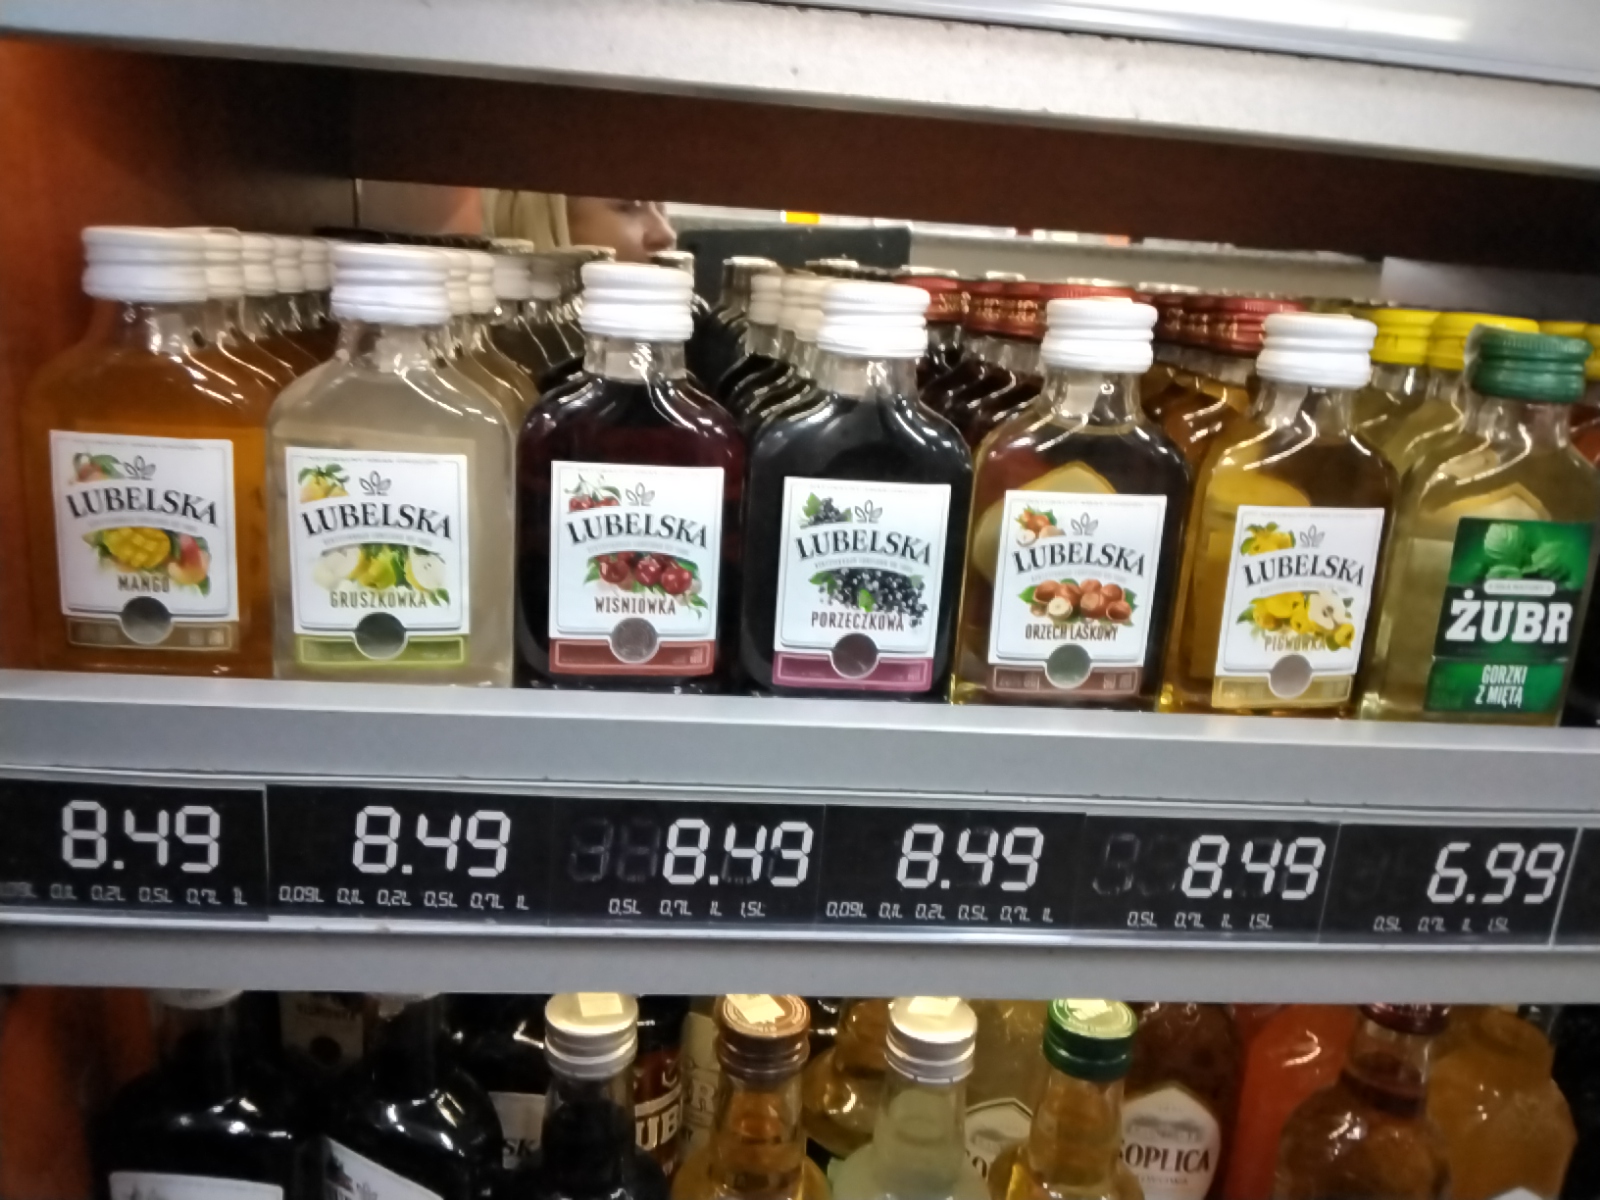 LUBELSKA
MANGO
LUBELSKA
GRUSZKÓWKA
LUBELSKA
WIŚNIÓWKA
LUBELSKA
PORZECZKOWA
LUBELSKA
ORZECH LASKOWY
LUBELSKA
PIGWÓWKA
ŻUBR
GORZKI
Z MIĘTĄ
8.49
0,1L 0,2L 0,5L 0,7L 1L
8.49
0,09L 0,1L 0,2L 0,5L 0,7L 1L
8.49
0,5L 0,7L 1L 1,5L
8.49
0,09L 0,1L 0,2L 0,5L 0,7L 1L
8.49
0,5L 0,7L 1L 1,5L
6.99
0,5L 0,7L 1L 1,5L
SOPLICA